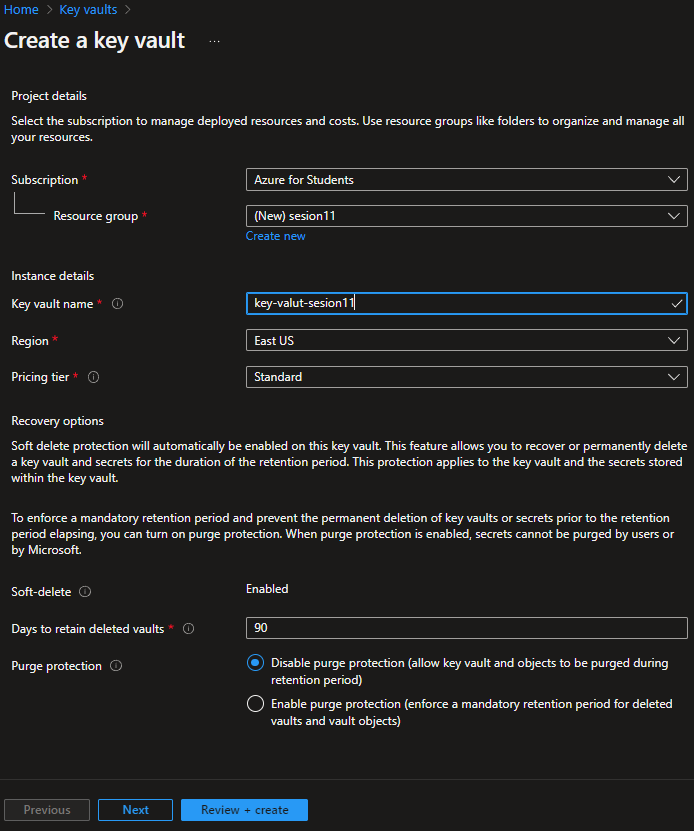 Home > Key vaults >
Create a key vault ...
Project details
Select the subscription to manage deployed resources and costs. Use resource groups like folders to organize and manage all
your resources.
Subscription *
Azure for Students
Resource group *
(New) sesion11
Create new
Instance details
Key vault name *
key-valut-sesion11
Region *
East US
Pricing tier *
Standard
Recovery options
Soft delete protection will automatically be enabled on this key vault. This feature allows you to recover or permanently delete
a key vault and secrets for the duration of the retention period. This protection applies to the key vault and the secrets stored
within the key vault.
To enforce a mandatory retention period and prevent the permanent deletion of key vaults or secrets prior to the retention
period elapsing, you can turn on purge protection. When purge protection is enabled, secrets cannot be purged by users or
by Microsoft.
Soft-delete
Enabled
Days to retain deleted vaults *
90
Purge protection
Disable purge protection (allow key vault and objects to be purged during
retention period)
Enable purge protection (enforce a mandatory retention period for deleted
vaults and vault objects)
Previous
Next
Review + create